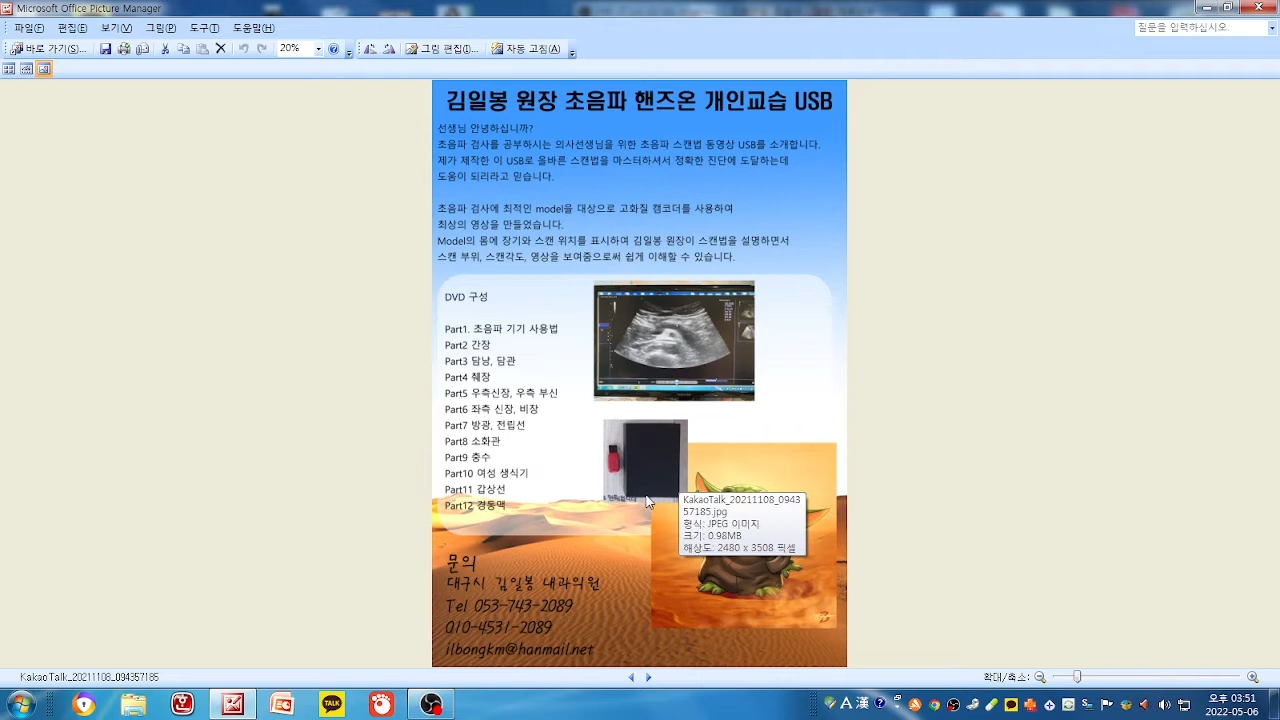 Microsoft Office Picture Manager
파일(F) 편집(E) 보기(V) 그림(P) 도구(T) 도움말(H)
질문을 입력하십시오.
바로 가기(O)...
20%
그림 편집(D)...
자동 고침(A)
김일봉 원장 초음파 핸즈온 개인교습 USB
선생님 안녕하십니까?
초음파 검사를 공부하시는 의사선생님을 위한 초음파 스캔법 동영상 USB를 소개합니다.
제가 제작한 이 USB로 올바른 스캔법을 마스터하셔서 정확한 진단에 도달하는데
도움이 되리라고 믿습니다.
초음파 검사에 최적인 model을 대상으로 고화질 캠코더를 사용하여
최상의 영상을 만들었습니다.
Model의 몸에 장기와 스캔 위치를 표시하여 김일봉 원장이 스캔법을 설명하면서
스캔 부위, 스캔각도, 영상을 보여줌으로써 쉽게 이해할 수 있습니다.
DVD 구성
Part1. 초음파 기기 사용법
Part2 간장
Part3 담낭, 담관
Part4 췌장
Part5 우측신장, 우측 부신
Part6 좌측 신장, 비장
Part7 방광, 전립선
Part8 소화관
Part9 충수
Part10 여성 생식기
Part11 갑상선
Part12 경동맥
KakaoTalk_20211108_0943
57185.jpg
형식: JPEG 이미지
크기: 0.98MB
해상도: 2480 x 3508 픽셀
문의
대구시 김일봉 내과의원
Tel 053-743-2089
010-4531-2089
ilbongkm@hanmail.net
KakaoTalk_20211108_094357185
확대/축소:
TALK
A 漢
오후 03:51
2022-05-06